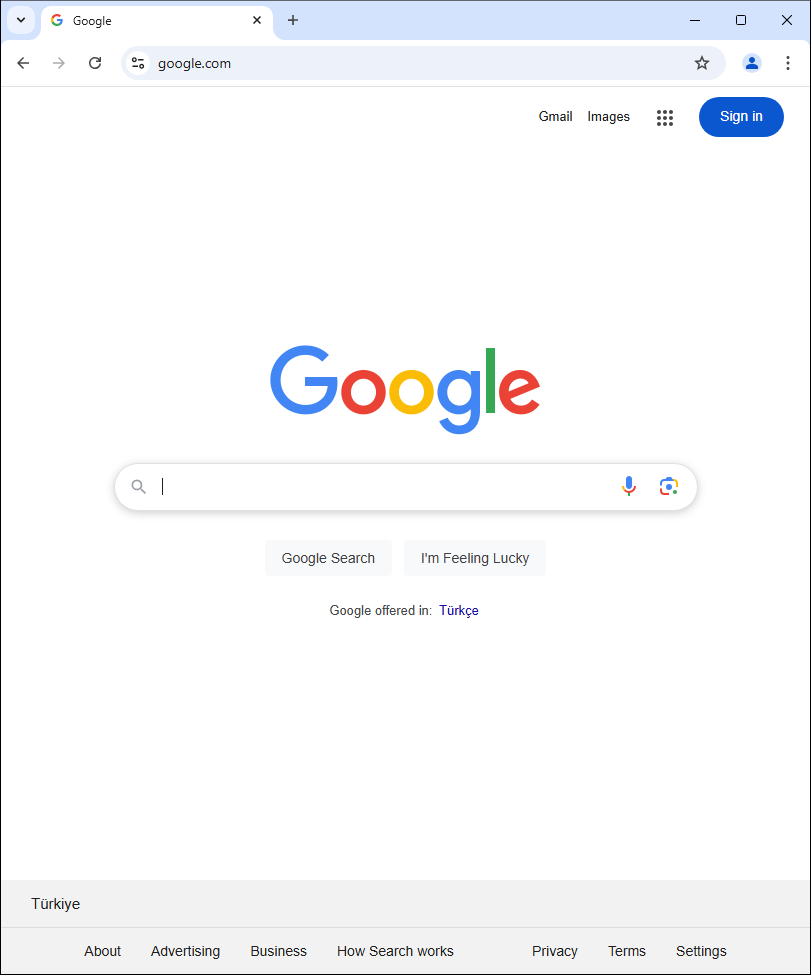 Google
google.com
Gmail Images Sign in
Google
Google Search I'm Feeling Lucky
Google offered in: Türkçe
Türkiye
About Advertising Business How Search works Privacy Terms Settings